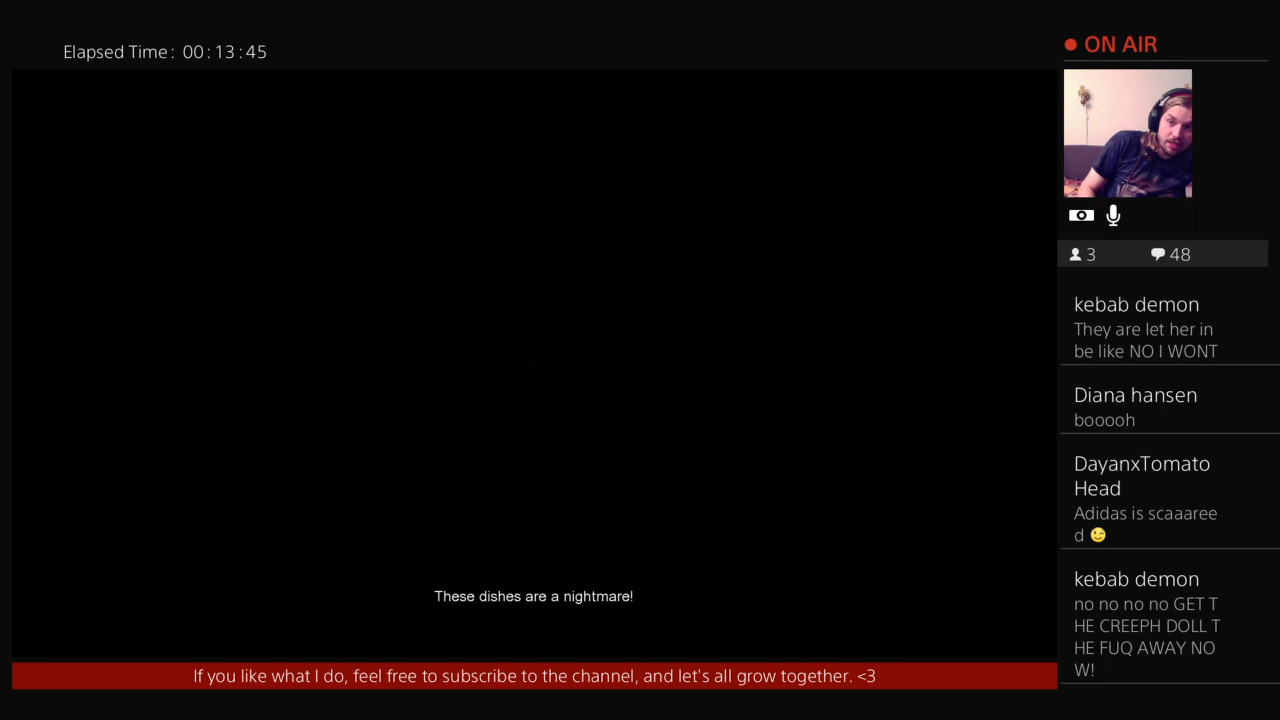 Elapsed Time: 00:13:45
ON AIR
3 48
kebab demon
They are let her in
be like NO I WONT
Diana hansen
booooh
DayanxTomato
Head
Adidas is scaaaree
d 😉
kebab demon
no no no no GET T
HE CREEPH DOLL T
HE FUQ AWAY NO
W!
These dishes are a nightmare!
If you like what I do, feel free to subscribe to the channel, and let's all grow together. <3